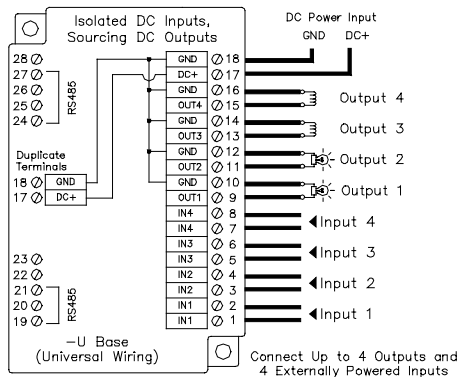 Isolated DC Inputs,
Sourcing DC Outputs
DC Power Input
GND DC+
28 GND 18
27 DC+ 17
26 GND 16
25 OUT4 15 Output 4
24 GND 14
RS485
OUT3 13 Output 3
GND 12
OUT2 11 Output 2
Duplicate
Terminals
18 GND GND 10
17 DC+ OUT1 9 Output 1
IN4 8
IN4 7 Input 4
IN3 6
23 IN3 5 Input 3
22 IN2 4
21 IN2 3 Input 2
20 IN1 2
19 IN1 1 Input 1
RS485
-U Base
(Universal Wiring)
Connect Up to 4 Outputs and
4 Externally Powered Inputs